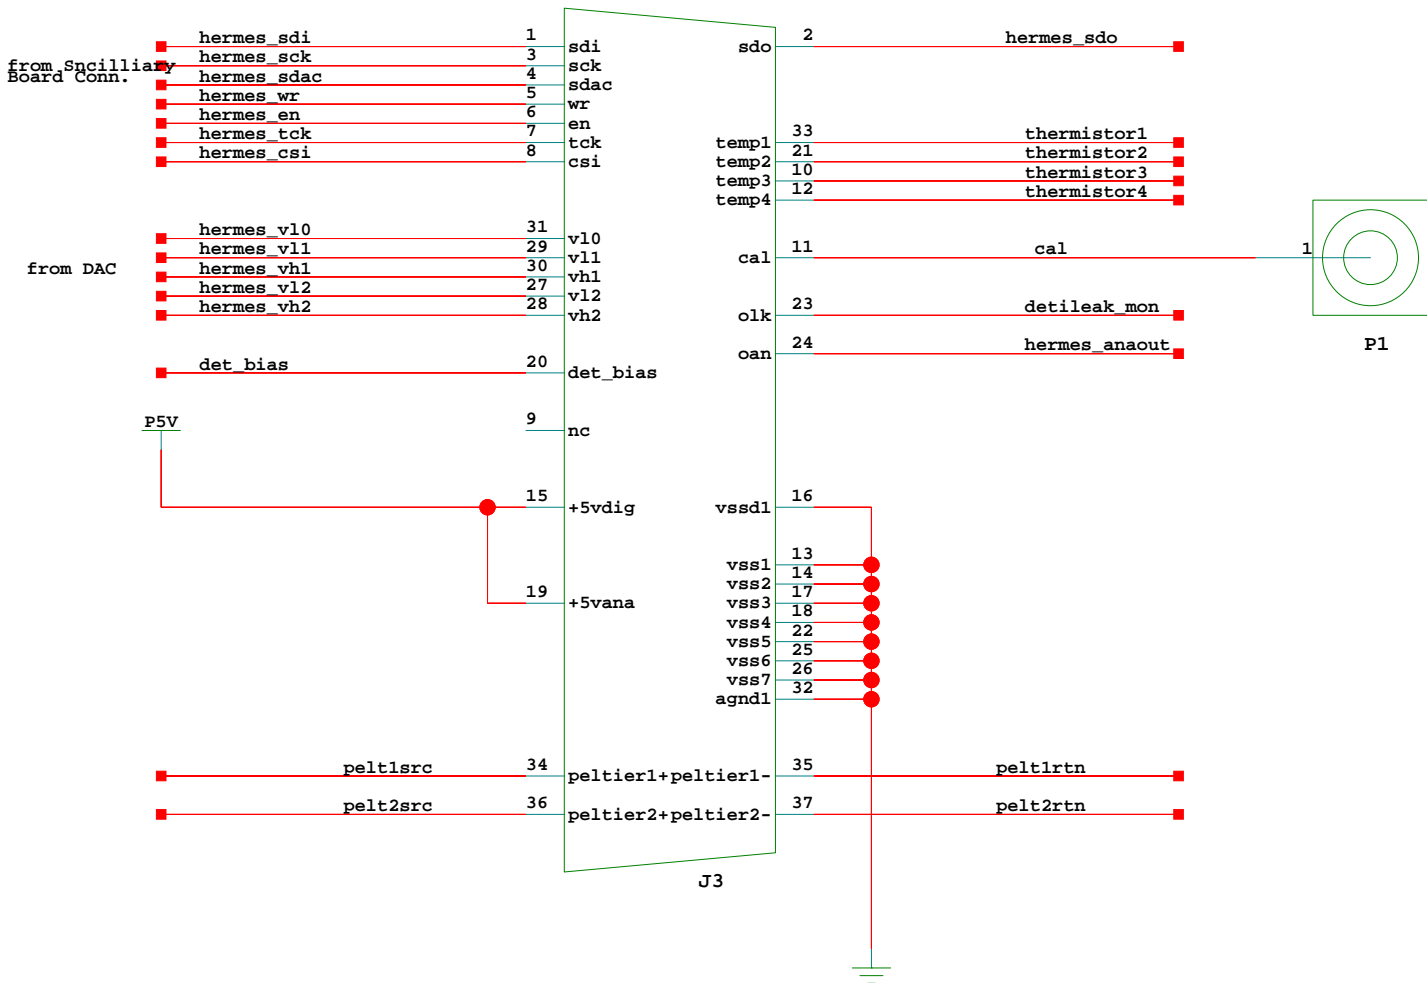 hermes_sdi 1 sdi sdo 2 hermes_sdo
from Sncilliary hermes_sck 3 sck
Board Conn. hermes_sdac 4 sdac
hermes_wr 5 wr
hermes_en 6 en
hermes_tck 7 tck temp1 33 thermistor1
hermes_csi 8 csi temp2 21 thermistor2
temp3 10 thermistor3
temp4 12 thermistor4
hermes_vl0 31 vl0
hermes_vl1 29 vl1 cal 11 cal 1
from DAC hermes_vh1 30 vh1
hermes_vl2 27 vl2
hermes_vh2 28 vh2 olk 23 detileak_mon
P1
oan 24 hermes_anaout
det_bias 20 det_bias
P5V 9 nc
15 +5vdig vssd1 16
vss1 13
vss2 14
19 +5vana vss3 17
vss4 18
vss5 22
vss6 25
vss7 26
agnd1 32
pelt1src 34 peltier1+peltier1- 35 pelt1rtn
pelt2src 36 peltier2+peltier2- 37 pelt2rtn
J3